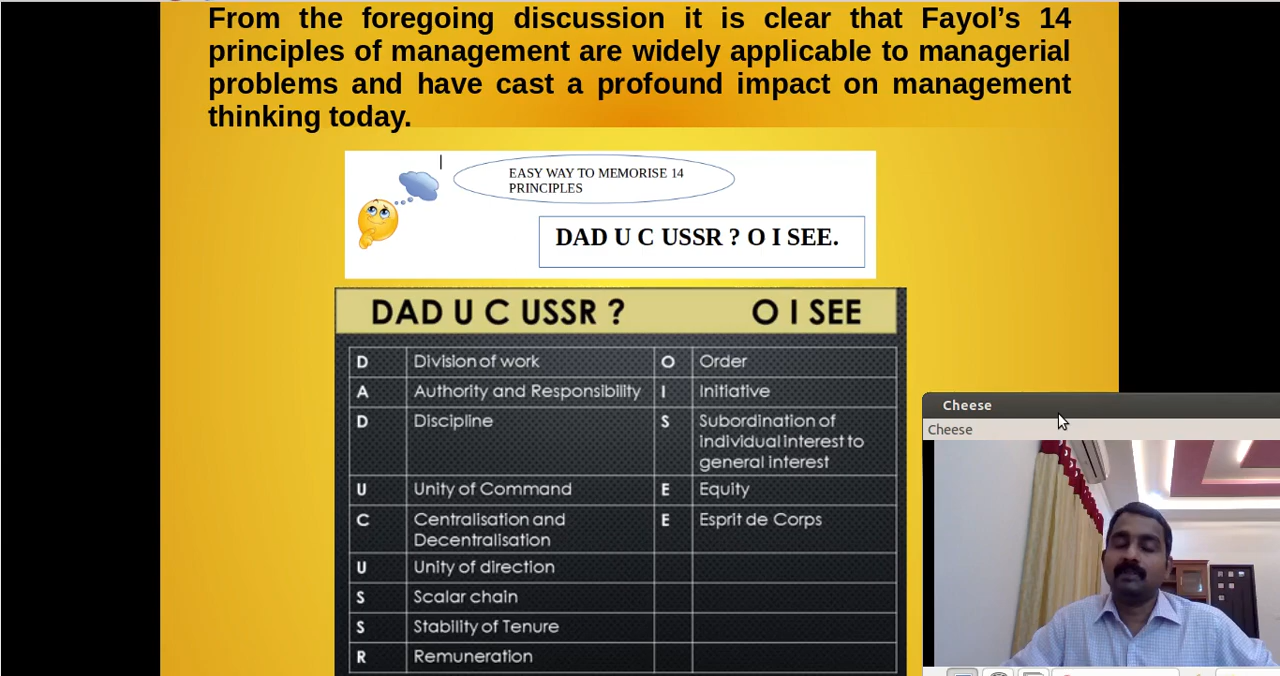 From the foregoing discussion it is clear that Fayol’s 14
principles of management are widely applicable to managerial
problems and have cast a profound impact on management
thinking today.
EASY WAY TO MEMORISE 14
PRINCIPLES
DAD U C USSR ? O I SEE.
DAD U C USSR ? O I SEE
D Division of work O Order
A Authority and Responsibility I Initiative
D Discipline S Subordination of
individual interest to
general interest
U Unity of Command E Equity
C Centralisation and E Esprit de Corps
Decentralisation
U Unity of direction
S Scalar chain
S Stability of Tenure
R Remuneration
Cheese
Cheese